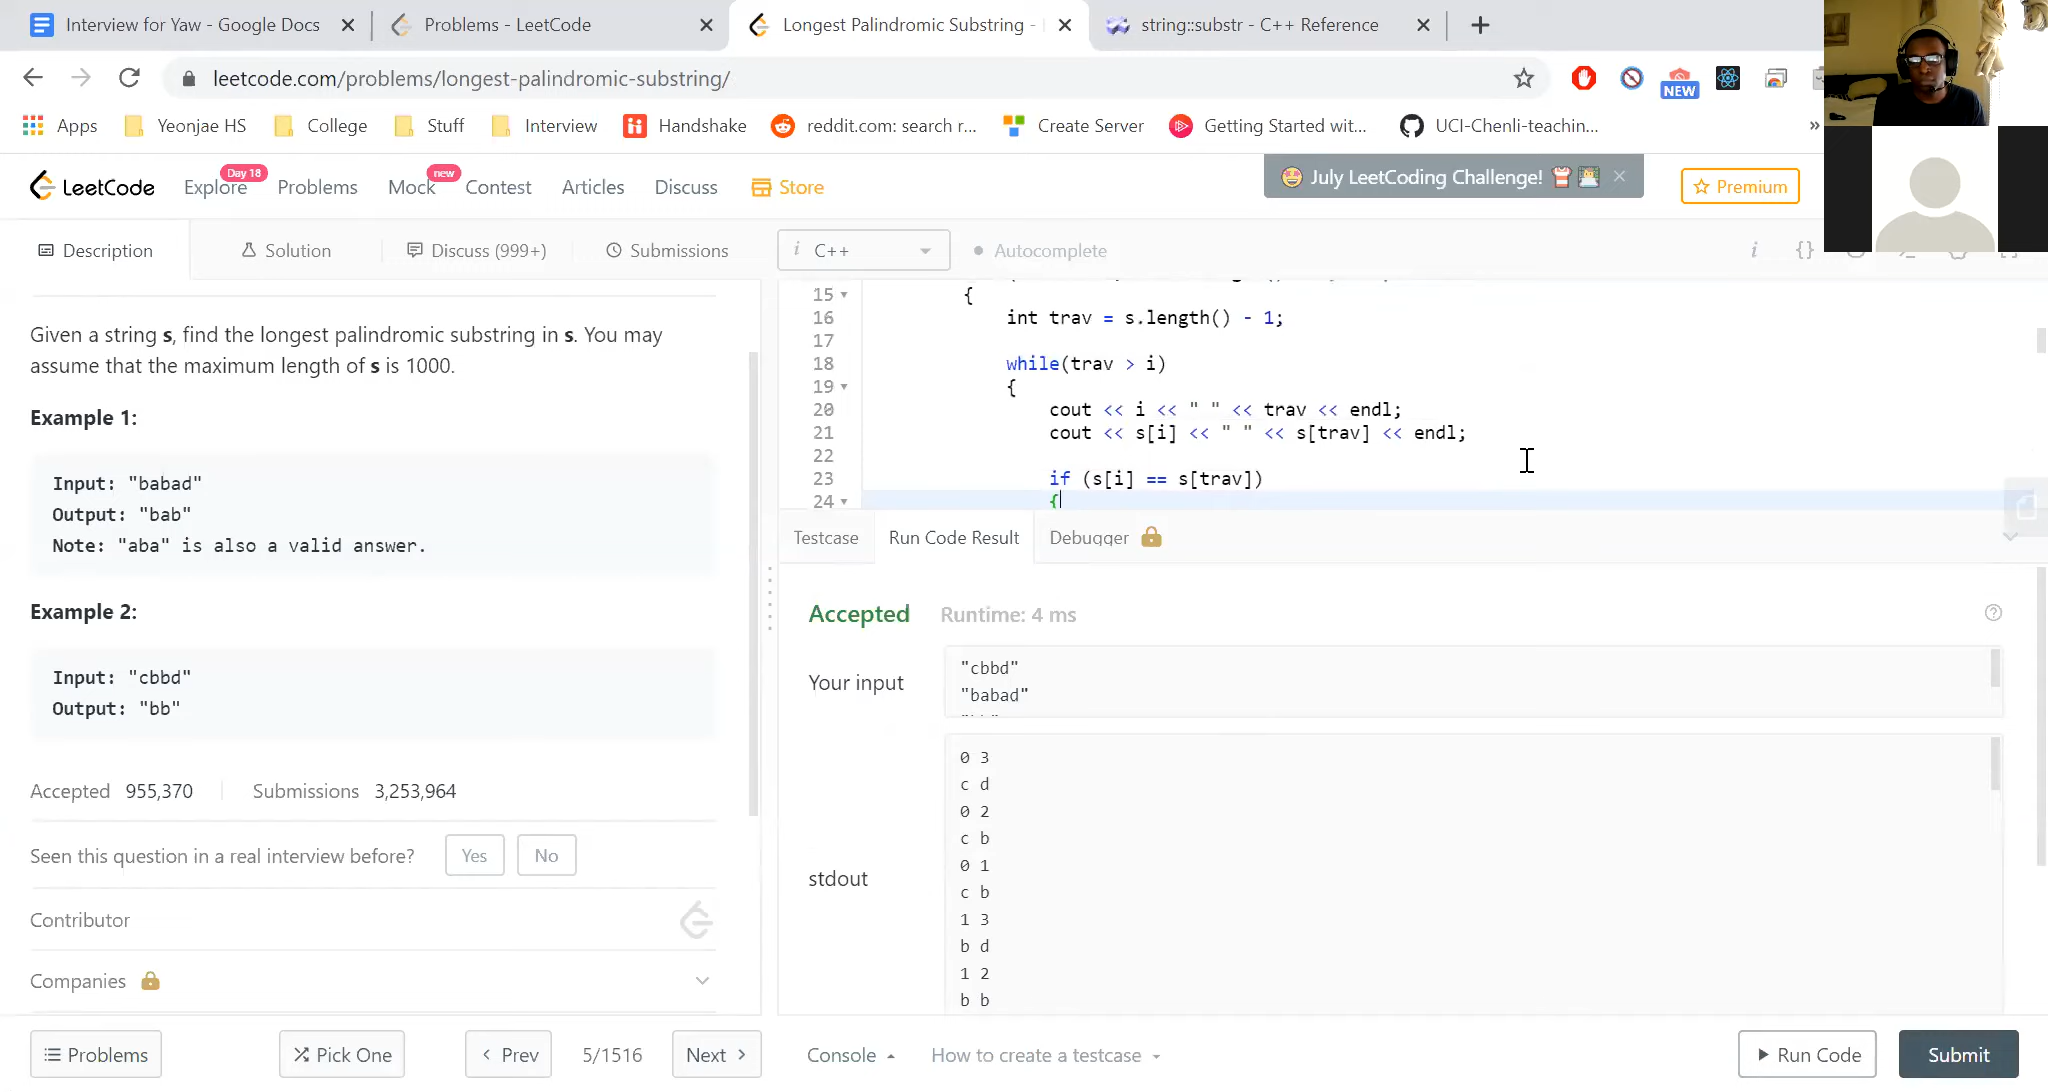 Interview for Yaw - Google Docs
Problems - LeetCode
Longest Palindromic Substring -
string::substr - C++ Reference
leetcode.com/problems/longest-palindromic-substring/
NEW
Apps
Yeonjae HS
College
Stuff
Interview
Handshake
reddit.com: search r...
Create Server
Getting Started wit...
UCI-Chenli-teachin...
»
LeetCode
Explore
Day 18
Problems
Mock
new
Contest
Articles
Discuss
Store
July LeetCoding Challenge!
Premium
Description
Solution
Discuss (999+)
Submissions
i C++
Autocomplete
i {}
Given a string s, find the longest palindromic substring in s. You may
assume that the maximum length of s is 1000.
Example 1:
Input: "babad"
Output: "bab"
Note: "aba" is also a valid answer.
Example 2:
Input: "cbbd"
Output: "bb"
Accepted 955,370
Submissions 3,253,964
Seen this question in a real interview before?
Yes
No
Contributor
Companies
15 {
16 int trav = s.length() - 1;
17
18 while(trav > i)
19 {
20 cout << i << " " << trav << endl;
21 cout << s[i] << " " << s[trav] << endl;
22
23 if (s[i] == s[trav])
24 {
Testcase
Run Code Result
Debugger
Accepted
Runtime: 4 ms
Your input
"cbbd"
"babad"
stdout
0 3
c d
0 2
c b
0 1
c b
1 3
b d
1 2
b b
Problems
Pick One
Prev
5/1516
Next
Console
How to create a testcase
Run Code
Submit